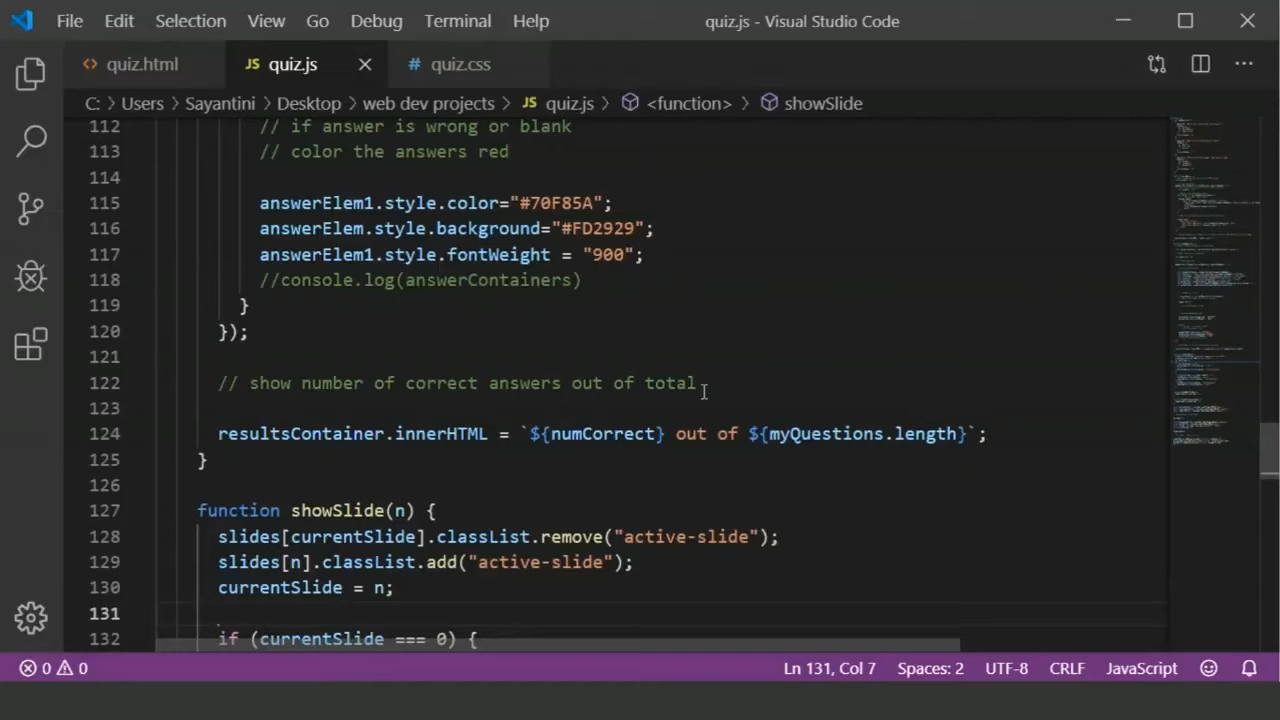 File Edit Selection View Go Debug Terminal Help quiz.js - Visual Studio Code
<> quiz.html JS quiz.js # quiz.css ...
C: > Users > Sayantini > Desktop > web dev projects > JS quiz.js > <function> > showSlide
112 // if answer is wrong or blank
113 // color the answers red
114
115 answerElem1.style.color="#70F85A";
116 answerElem.style.background="#FD2929";
117 answerElem1.style.fontWeight = "900";
118 //console.log(answerContainers)
119 }
120 });
121
122 // show number of correct answers out of total
123
124 resultsContainer.innerHTML = `${numCorrect} out of ${myQuestions.length}`;
125 }
126
127 function showSlide(n) {
128 slides[currentSlide].classList.remove("active-slide");
129 slides[n].classList.add("active-slide");
130 currentSlide = n;
131
132 if (currentSlide === 0) {
0 0 Ln 131, Col 7 Spaces: 2 UTF-8 CRLF JavaScript